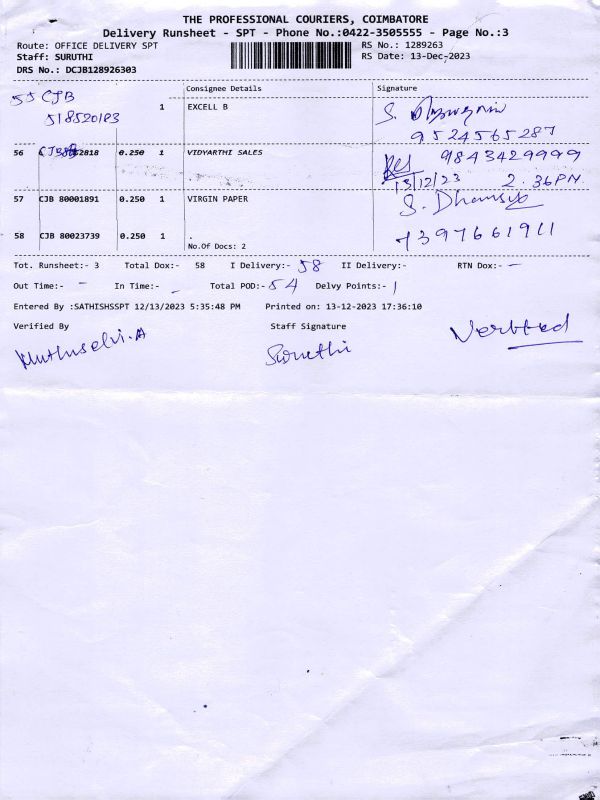 THE PROFESSIONAL COURIERS, COIMBATORE
Delivery Runsheet - SPT - Phone No.:0422-3505555 - Page No.:3
Route: OFFICE DELIVERY SPT
RS No.: 1289263
Staff: SURUTHI
RS Date: 13-Dec-2023
DRS No.: DCJB128926303
Consignee Details Signature
55 CJB 1 EXCELL B S.
518520183
9524565287
56 2818 0.250 1 VIDYARTHI SALES 9843429999
13/12/23 2.36PM
57 CJB 80001891 0.250 1 VIRGIN PAPER S.
58 CJB 80023739 0.250 1 . 7397661911
No.Of Docs: 2
Tot. Runsheet:- 3 Total Dox:- 58 I Delivery:- 58 II Delivery:- RTN Dox:- -
Out Time:- - In Time:- - Total POD:- 54 Delvy Points:- 1
Entered By :SATHISHSSPT 12/13/2023 5:35:48 PM Printed on: 13-12-2023 17:36:10
Verified By Staff Signature
Muthuselvi.A Suruthi